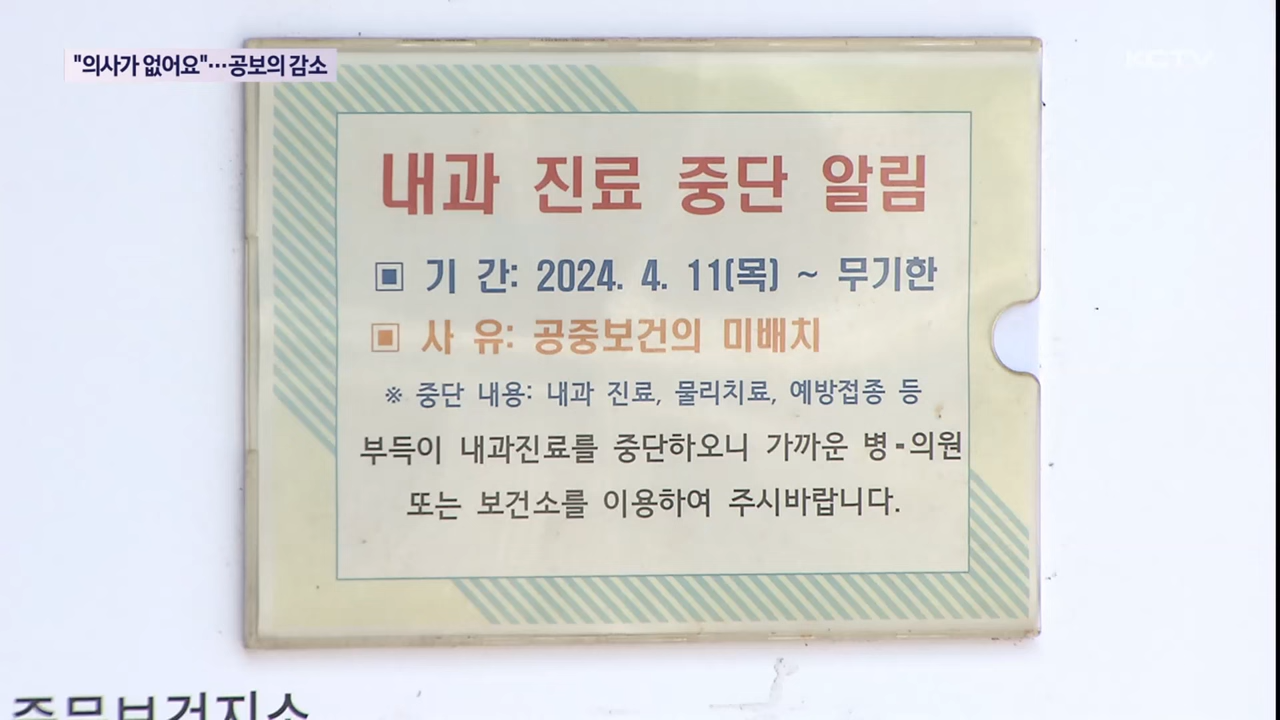 "의사가 없어요"…공보의 감소
KCTV
내과 진료 중단 알림
▣ 기 간: 2024. 4. 11(목) ~ 무기한
▣ 사 유: 공중보건의 미배치
※ 중단 내용: 내과 진료, 물리치료, 예방접종 등
부득이 내과진료를 중단하오니 가까운 병·의원
또는 보건소를 이용하여 주시바랍니다.